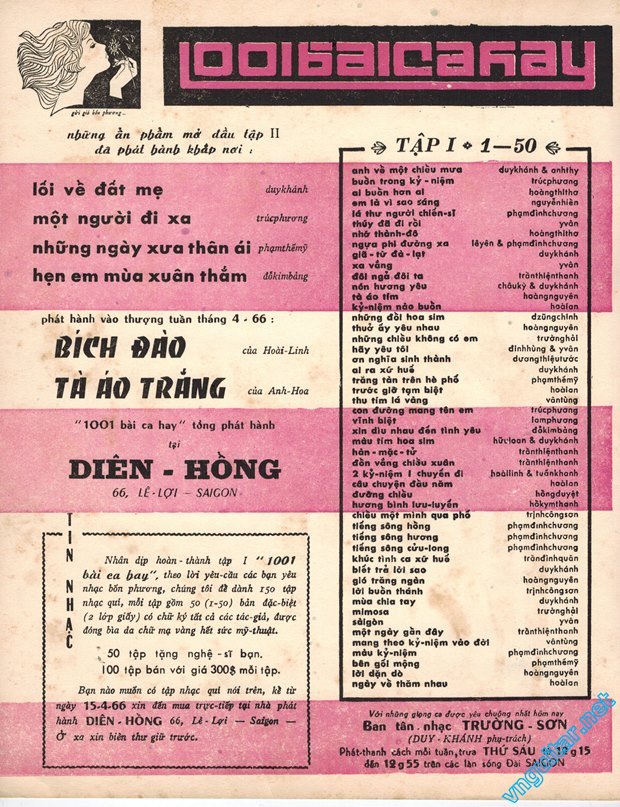 1001 bài ca hay
gửi gió bốn phương...
những ấn phẩm mở đầu tập II
đã phát hành khắp nơi :
lối về đất mẹ duykhánh
một người đi xa trúcphương
những ngày xưa thân ái phạmthếmỹ
hẹn em mùa xuân thắm đỗkimbảng
phát hành vào thượng tuần tháng 4 - 66 :
BÍCH ĐÀO của Hoài-Linh
TÀ ÁO TRẮNG của Anh-Hoa
"1001 bài ca hay" tổng phát hành
tại
DIÊN - HỒNG
66, LÊ-LỢI – SAIGON
TIN NHẠC
Nhân dịp hoàn-thành tập I "1001
bài ca hay", theo lời yêu-cầu các bạn yêu
nhạc bốn phương, chúng tôi đề dành 150 tập
nhạc quí, mỗi tập gồm 50 (1-50) bản đặc-biệt
(2 lớp giấy) có chữ ký tất cả các tác-giả, được
đóng bìa da chữ mạ vàng hết sức mỹ-thuật.
50 tập tặng nghệ-sĩ bạn.
100 tập bán với giá 300$ mỗi tập.
Bạn nào muốn có tập nhạc quí nói trên, kể từ
ngày 15-4-66 xin đến mua trực-tiếp tại nhà phát
hành DIÊN-HỒNG 66, Lê-Lợi — Saigon —
Ở xa xin biên thư giữ trước.
TẬP I 1—50
anh về một chiều mưa duykhánh & anhthy
buồn trong kỷ-niệm trúcphương
ai buồn hơn ai hoàngthithơ
em là vì sao sáng nguyễnhiền
lá thư người chiến-sĩ phạmđìnhchương
thúy đã đi rồi yvân
nhớ thành-đô hoàngthithơ
ngựa phi đường xa lêyên & phạmđìnhchương
giã-từ đà-lạt duykhánh
xa vắng yvân
đôi ngả đôi ta trầnthiệnthanh
nén hương yêu châukỳ & duykhánh
tà áo tím hoàngnguyên
kỷ-niệm nào buồn hoàilan
những đồi hoa sim dzũngchinh
thuở ấy yêu nhau hoàngnguyên
những chiều không có em trườnghải
hãy yêu tôi đinhhùng & yvân
ơn nghĩa sinh thành dươngthiệutước
ai ra xứ huế duykhánh
trăng tàn trên hè phố phạmthếmỹ
trước giờ tạm biệt hoàilan
thu tím lá vàng vântùng
con đường mang tên em trúcphương
vĩnh biệt lamphương
xin dìu nhau đến tình yêu đỗkimbảng
màu tím hoa sim hữuloan & duykhánh
hàn-mặc-tử trầnthiệnthanh
đồn vắng chiều xuân trầnthiệnthanh
2 kỷ-niệm 1 chuyến đi hoàilinh & tuấnkhanh
câu chuyện đầu năm hoàilan
đường chiều hồngduyệt
hương bình lưu-luyến hồkỳmthanh
chiều một mình qua phố trịnhcôngsơn
tiếng sông hồng phạmđìnhchương
tiếng sông hương phạmđìnhchương
tiếng sông cửu-long phạmđìnhchương
khúc tình ca xứ huế trầnđìnhquân
biết trả lời sao duykhánh
gió trăng ngàn hoàngnguyên
lời buồn thánh trịnhcôngsơn
mùa chia tay duykhánh
mimosa trườnghải
sàigòn yvân
một ngày gần đây trầnthiệnthanh
mang theo kỷ-niệm vào đời vântùng
màu kỷ-niệm phạmđìnhchương
bên gối mộng phạmthếmỹ
lời dặn dò hoàngnguyên
ngày về thăm nhau hoàilan
Với những giọng ca được yêu chuộng nhất hôm nay
Ban tân-nhạc TRƯỜNG-SƠN
(DUY-KHÁNH phụ-trách)
Phát-thanh cách mỗi tuần, trưa THỨ SÁU từ 12g15
đến 12g55 trên các làn sóng Đài SAIGON
vnguitar.net